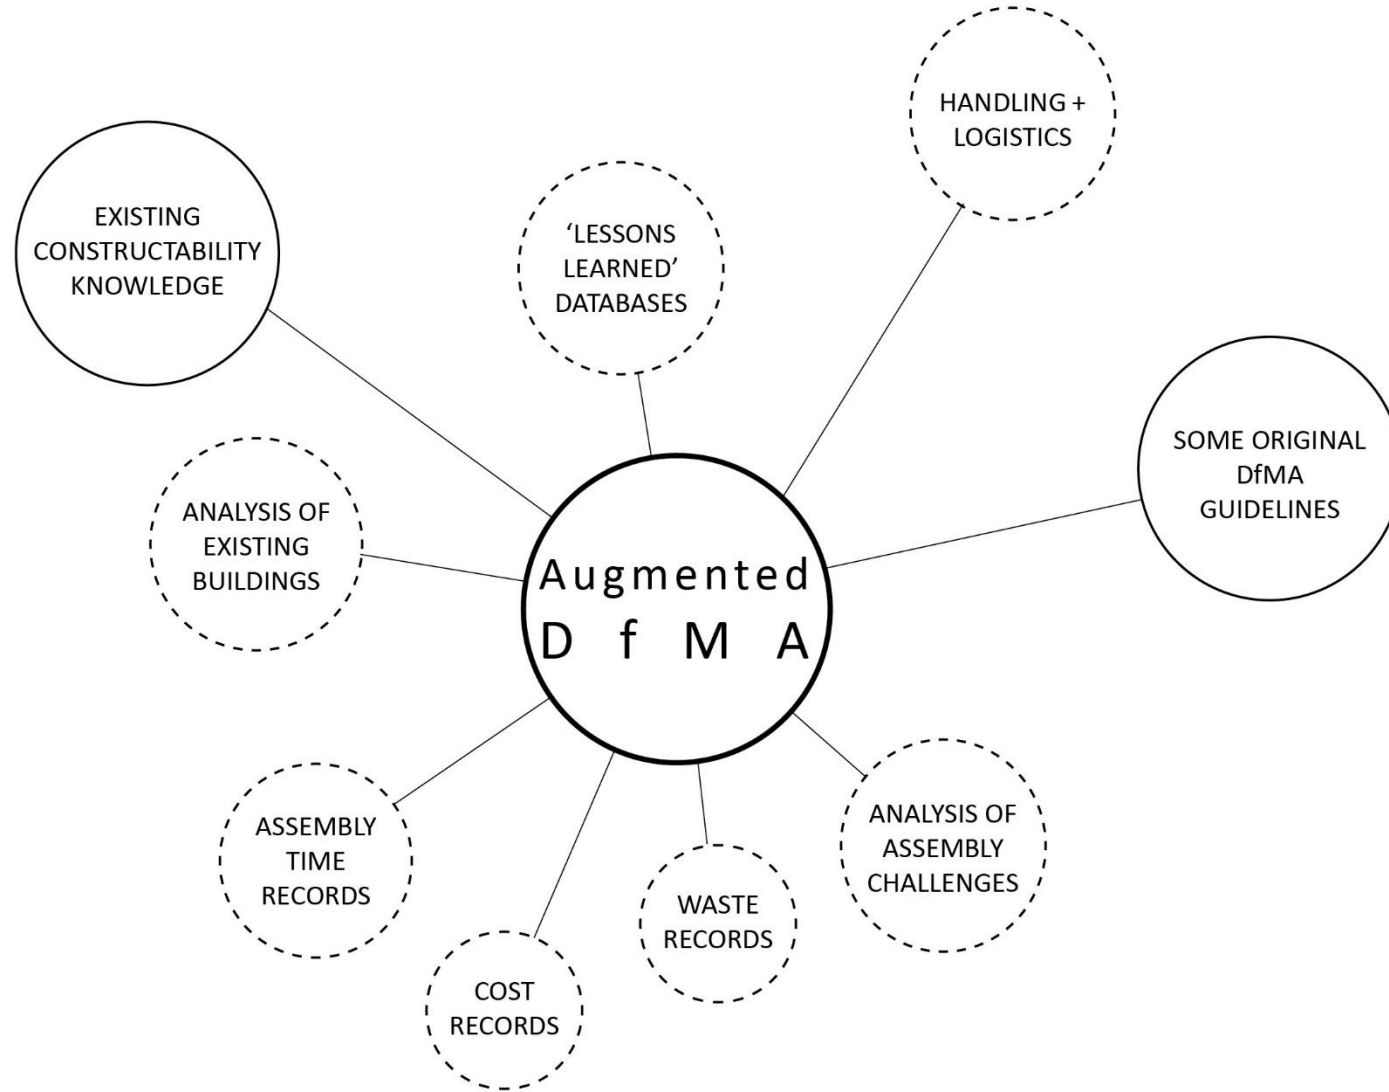 HANDLING +
LOGISTICS
EXISTING
CONSTRUCTABILITY
KNOWLEDGE
‘LESSONS
LEARNED’
DATABASES
SOME ORIGINAL
DfMA
GUIDELINES
ANALYSIS OF
EXISTING
BUILDINGS
Augmented
D f M A
ASSEMBLY
TIME
RECORDS
ANALYSIS OF
ASSEMBLY
CHALLENGES
WASTE
RECORDS
COST
RECORDS